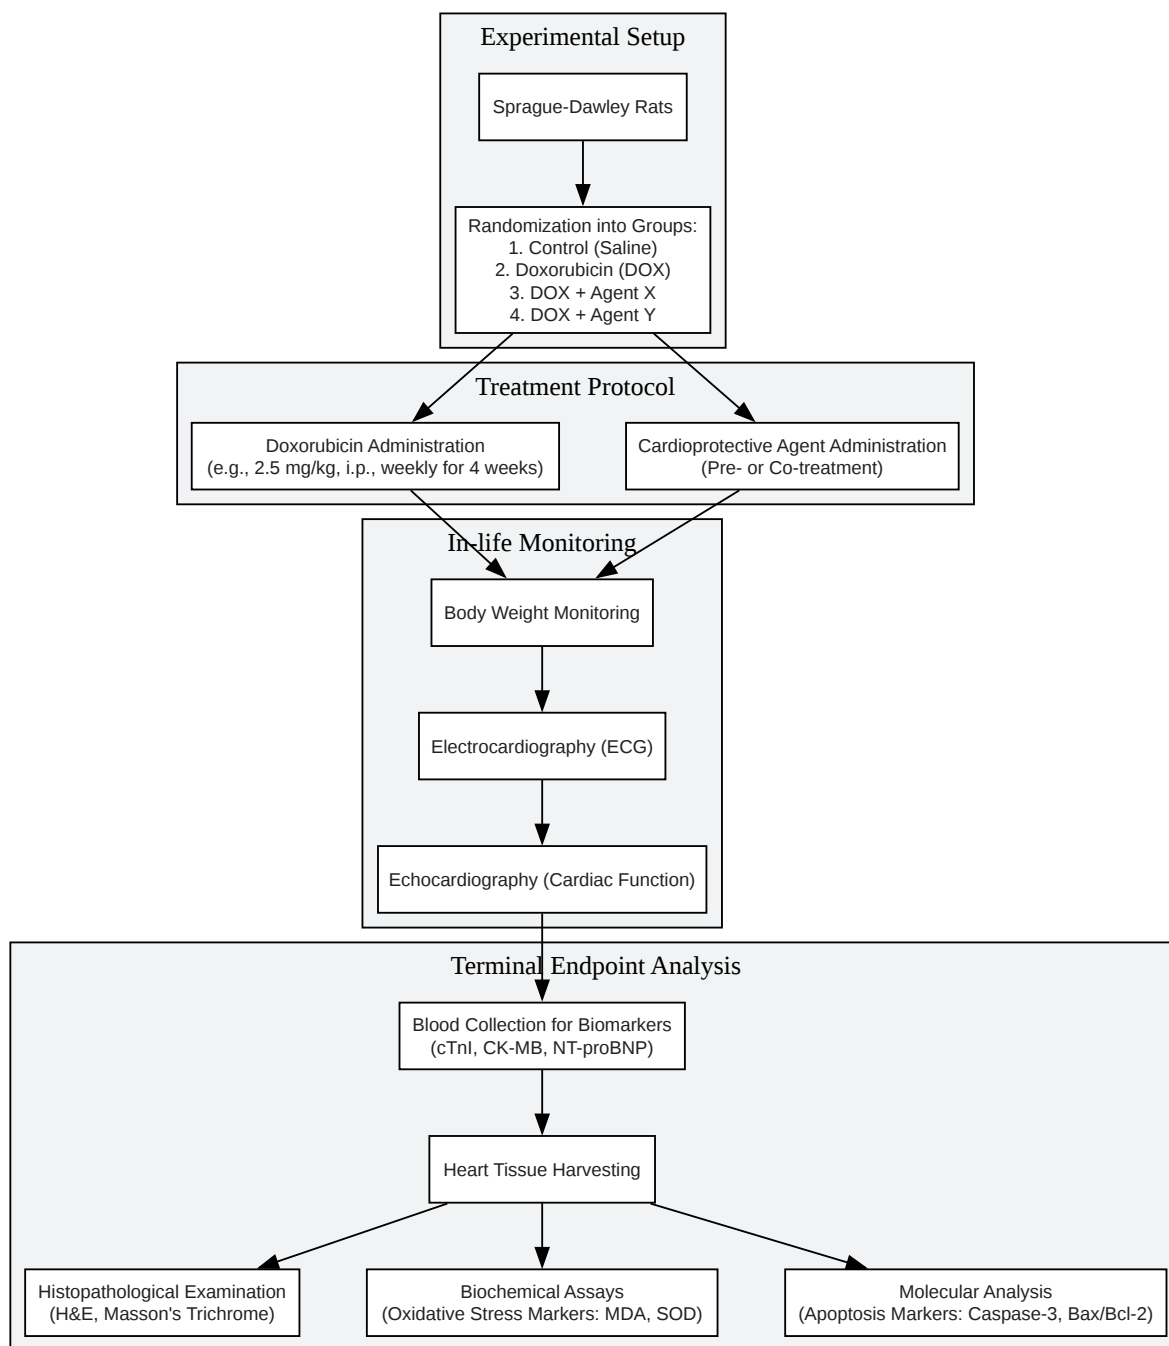 Experimental Setup
Sprague-Dawley Rats
Randomization into Groups:
1. Control (Saline)
2. Doxorubicin (DOX)
3. DOX + Agent X
4. DOX + Agent Y
Treatment Protocol
Doxorubicin Administration
(e.g., 2.5 mg/kg, i.p., weekly for 4 weeks)
Cardioprotective Agent Administration
(Pre- or Co-treatment)
In-life Monitoring
Body Weight Monitoring
Electrocardiography (ECG)
Echocardiography (Cardiac Function)
Terminal Endpoint Analysis
Blood Collection for Biomarkers
(cTnI, CK-MB, NT-proBNP)
Heart Tissue Harvesting
Histopathological Examination
(H&E, Masson's Trichrome)
Biochemical Assays
(Oxidative Stress Markers: MDA, SOD)
Molecular Analysis
(Apoptosis Markers: Caspase-3, Bax/Bcl-2)